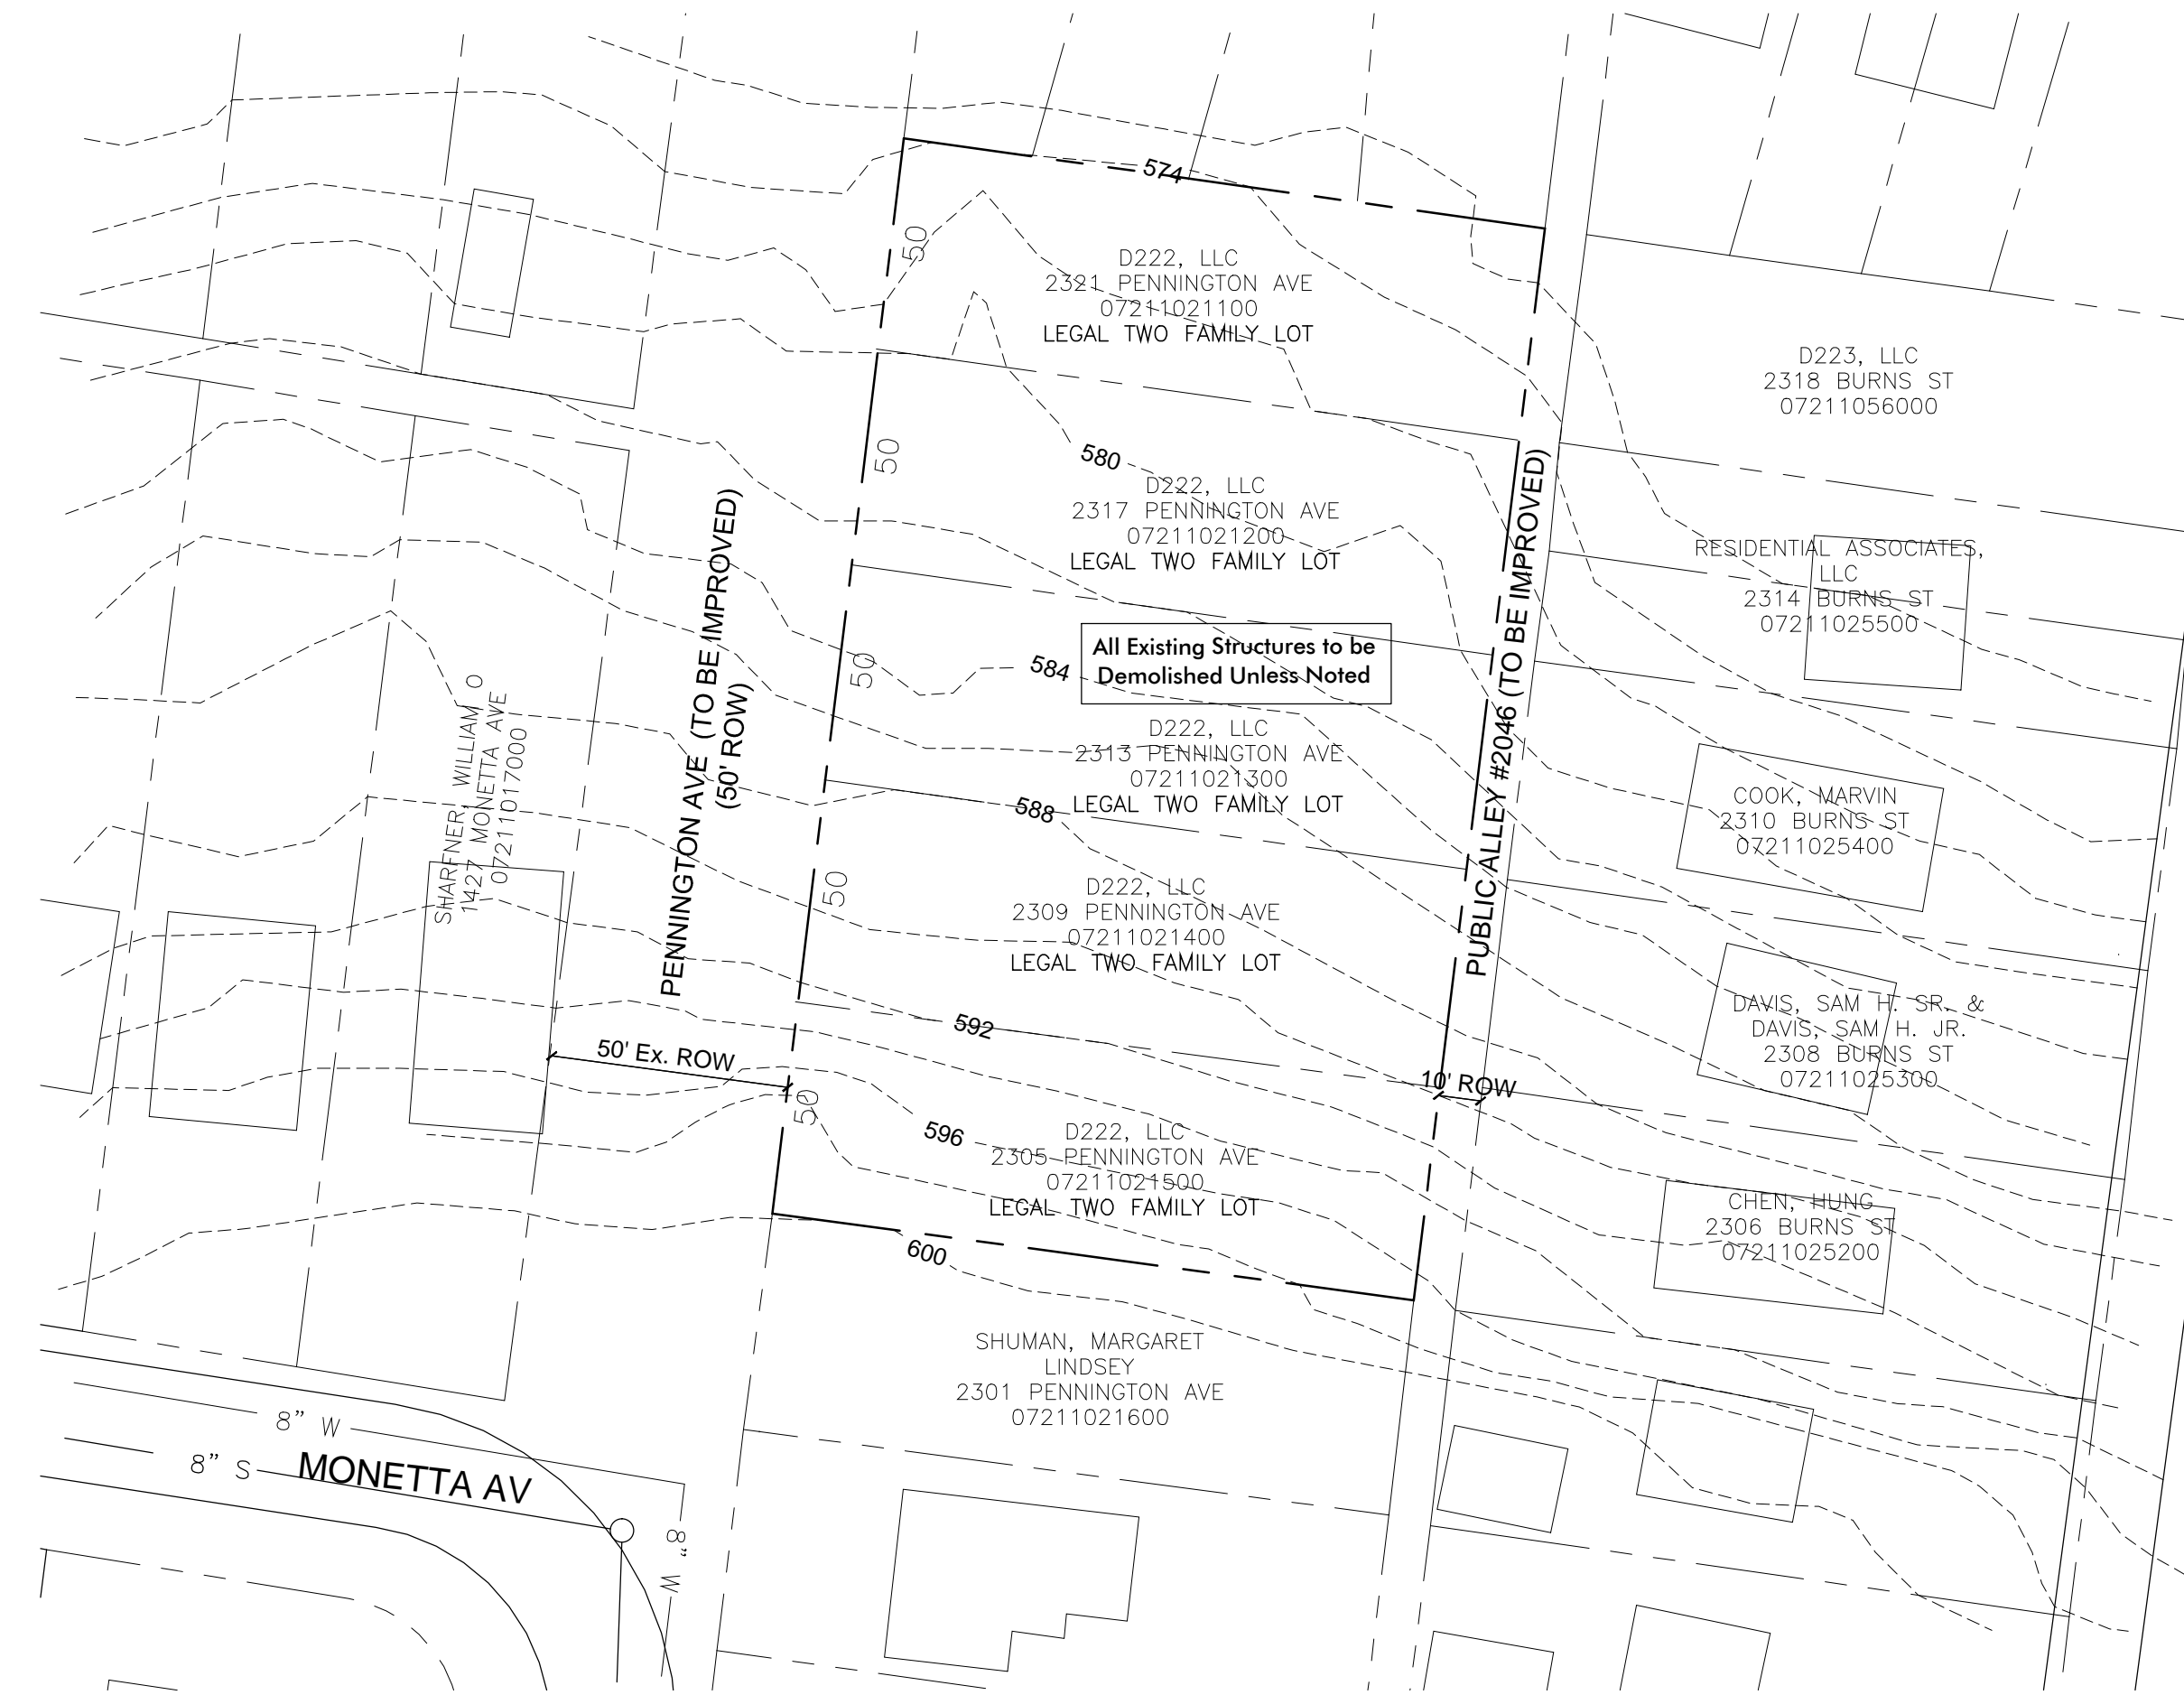 574
50
D222, LLC
2321 PENNINGTON AVE
07211021100
LEGAL TWO FAMILY LOT
D223, LLC
2318 BURNS ST
07211056000
50
580
D222, LLC
2317 PENNINGTON AVE
07211021200
LEGAL TWO FAMILY LOT
PENNINGTON AVE (TO BE IMPROVED)
(50' ROW)
PUBLIC ALLEY #2046 (TO BE IMPROVED)
RESIDENTIAL ASSOCIATES,
LLC
2314 BURNS ST
07211025500
50
584
All Existing Structures to be
Demolished Unless Noted
D222, LLC
2313 PENNINGTON AVE
07211021300
LEGAL TWO FAMILY LOT
SHARFNER, WILLIAM O
1427 MONETTA AVE
07211017000
588
COOK, MARVIN
2310 BURNS ST
07211025400
50
D222, LLC
2309 PENNINGTON AVE
07211021400
LEGAL TWO FAMILY LOT
592
DAVIS, SAM H. SR. &
DAVIS, SAM H. JR.
2308 BURNS ST
07211025300
50' Ex. ROW
10' ROW
50
596
D222, LLC
2305 PENNINGTON AVE
07211021500
LEGAL TWO FAMILY LOT
CHEN, HUNG
2306 BURNS ST
07211025200
600
SHUMAN, MARGARET
LINDSEY
2301 PENNINGTON AVE
07211021600
8" W
8" S
MONETTA AV
8" W